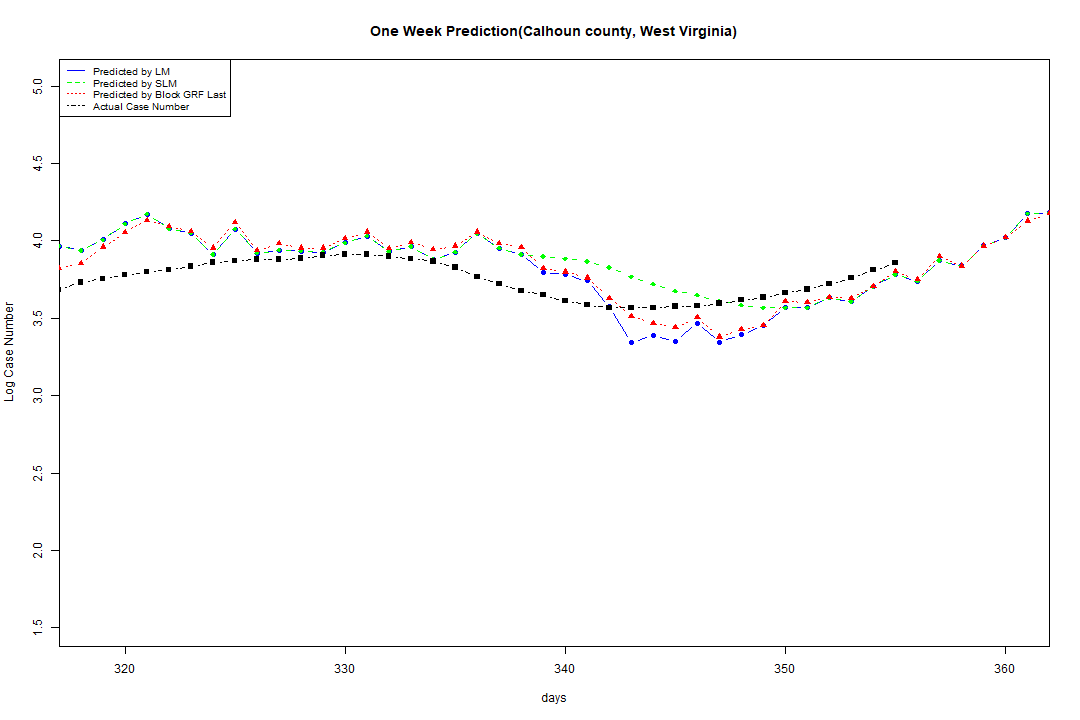 One Week Prediction(Calhoun county, West Virginia)
Predicted by LM
Predicted by SLM
Predicted by Block GRF Last
Actual Case Number
5.0
4.5
4.0
3.5
3.0
2.5
2.0
1.5
Log Case Number
320 330 340 350 360
days